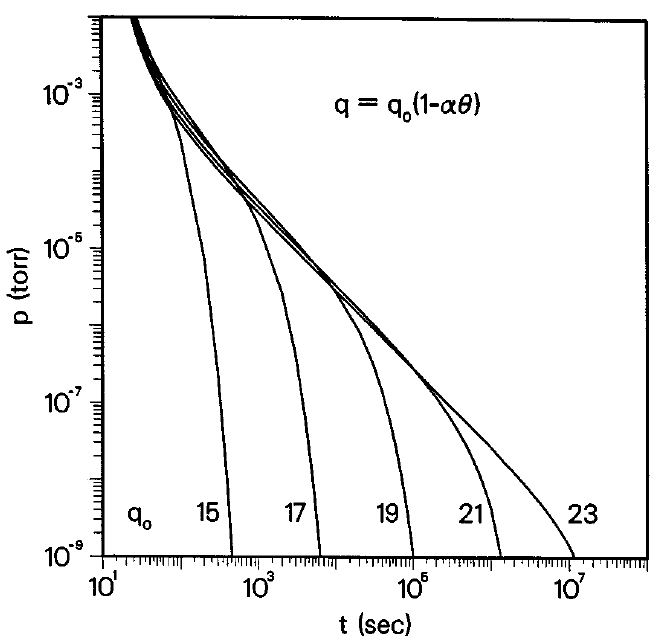 q = q₀(1-αθ)
p (torr)
10⁻³
10⁻⁵
10⁻⁷
10⁻⁹
q₀ 15 17 19 21 23
10¹ 10³ 10⁵ 10⁷
t (sec)